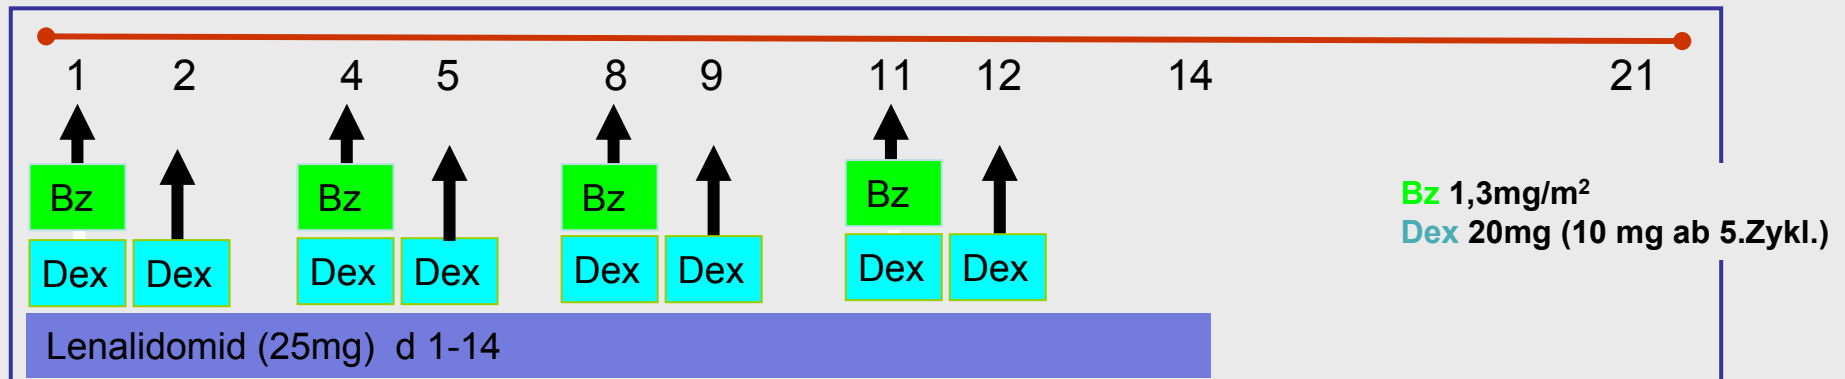 1 2 4 5 8 9 11 12 14 21
Bz Bz Bz Bz
Bz 1,3mg/m²
Dex 20mg (10 mg ab 5.Zykl.)
Dex Dex Dex Dex Dex Dex Dex Dex
Lenalidomid (25mg) d 1-14